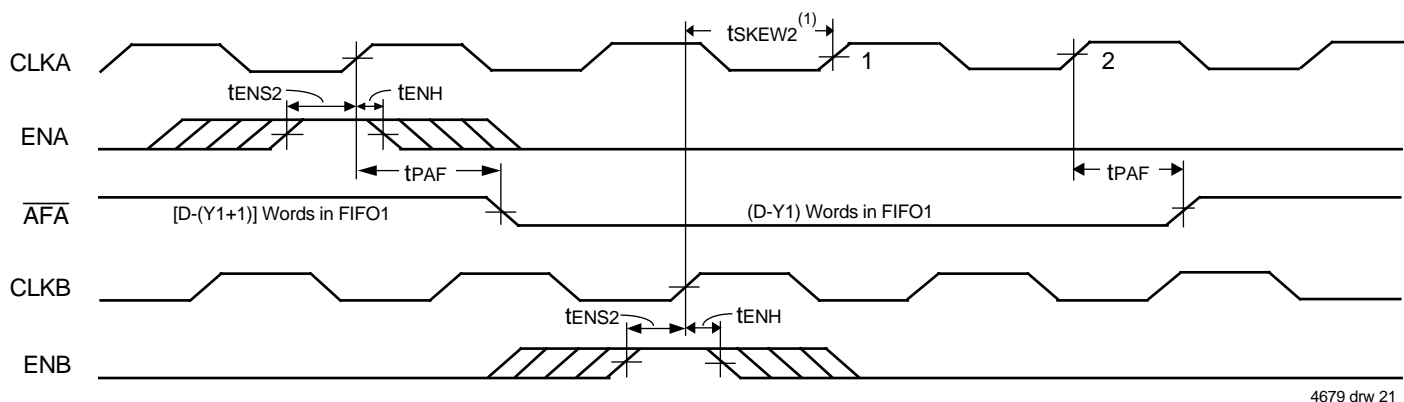 tSKEW2(1)
CLKA
1
2
tENS2
tENH
ENA
tPAF
tPAF
AFA
[D-(Y1+1)] Words in FIFO1
(D-Y1) Words in FIFO1
CLKB
tENS2
tENH
ENB
4679 drw 21